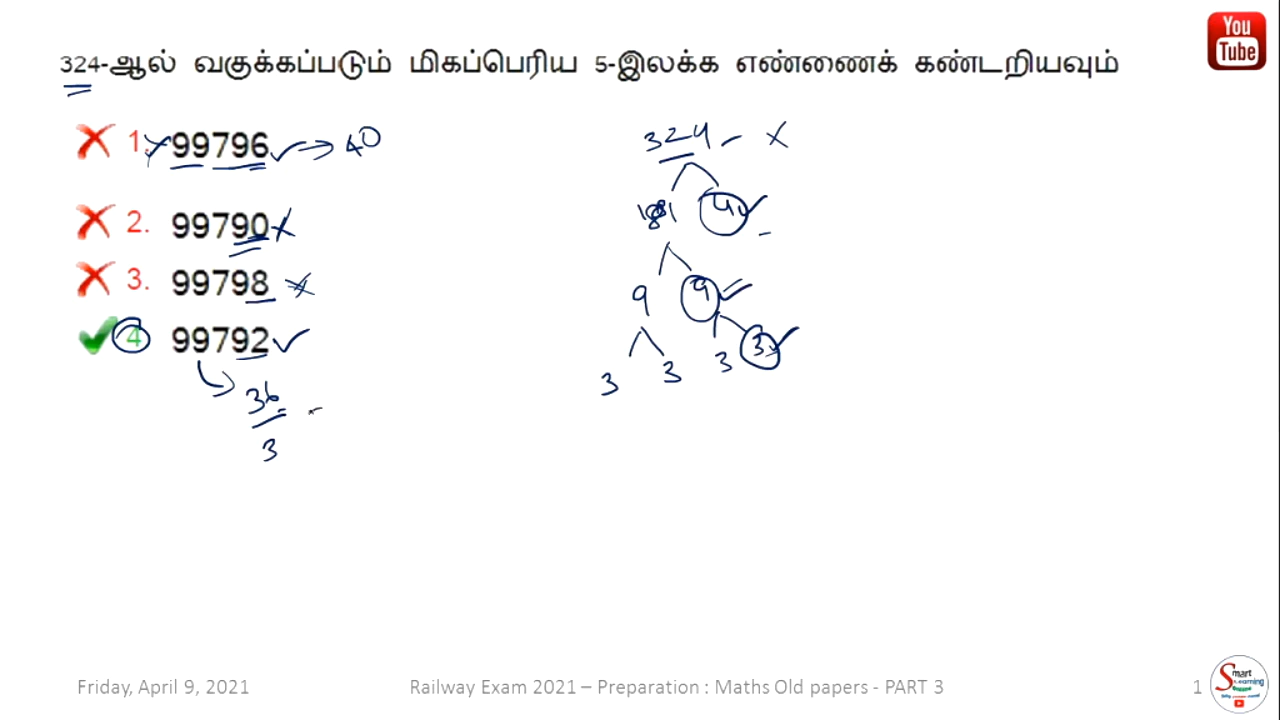 You
Tube
324-ஆல் வகுக்கப்படும் மிகப்பெரிய 5-இலக்க எண்ணைக் கண்டறியவும்
1. 99796 → 40
2. 99790
3. 99798
4 99792
36
3
324
81 4
9 9
3 3 3 3
Friday, April 9, 2021
Railway Exam 2021 – Preparation : Maths Old papers - PART 3
1
Smart
Learning